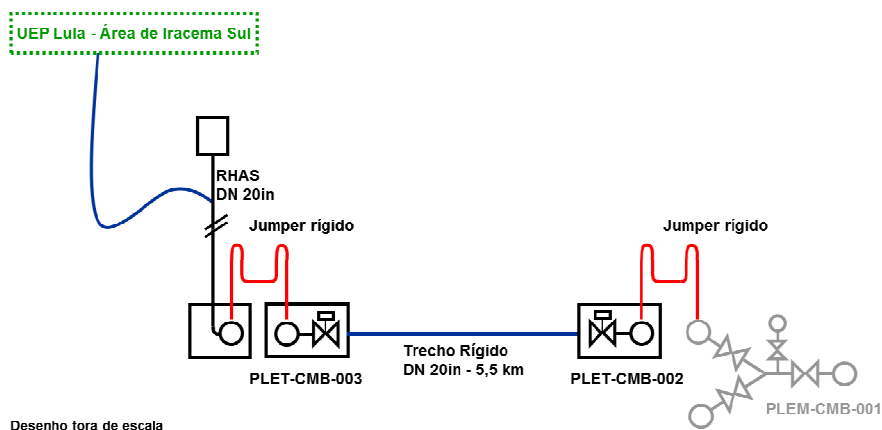 UEP Lula - Área de Iracema Sul
RHAS
DN 20in
Jumper rígido
Jumper rígido
Trecho Rígido
DN 20in - 5,5 km
PLET-CMB-003
PLET-CMB-002
PLEM-CMB-001
Desenho fora de escala